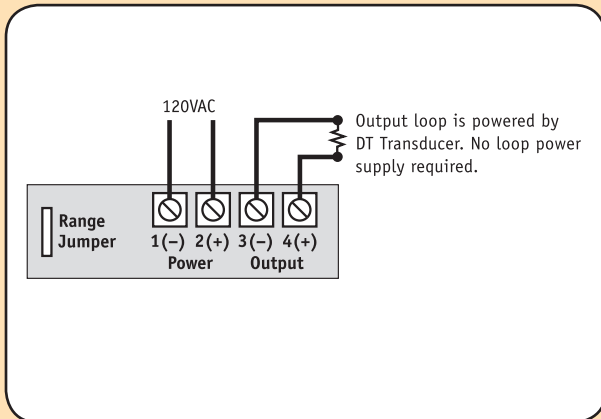 120VAC
Output loop is powered by
DT Transducer. No loop power
supply required.
Range
Jumper
1(–) 2(+) 3(–) 4(+)
Power Output